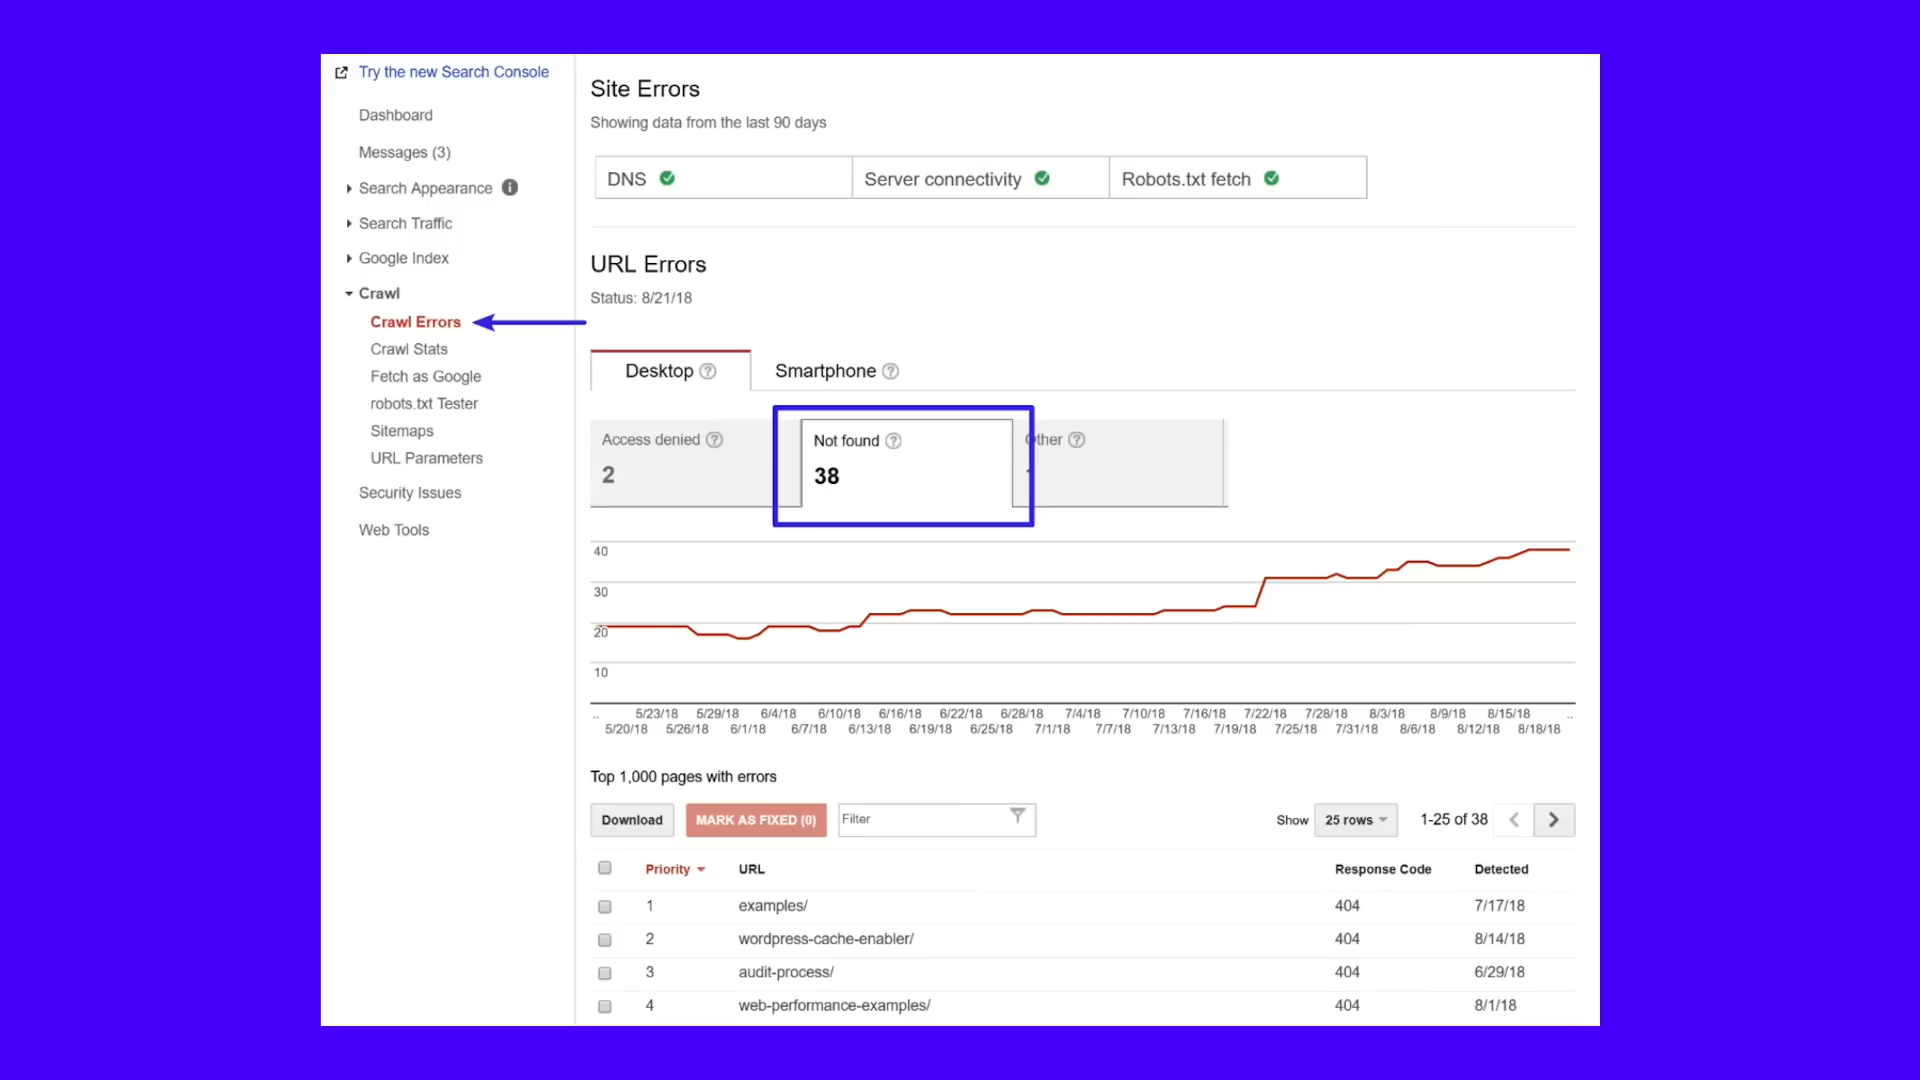 Try the new Search Console
Dashboard
Messages (3)
Search Appearance
Search Traffic
Google Index
Crawl
Crawl Errors
Crawl Stats
Fetch as Google
robots.txt Tester
Sitemaps
URL Parameters
Security Issues
Web Tools
Site Errors
Showing data from the last 90 days
DNS Server connectivity Robots.txt fetch
URL Errors
Status: 8/21/18
Desktop ? Smartphone ?
Access denied ? Not found ? Other ?
2 38
40
30
20
10
.. 5/23/18 5/29/18 6/4/18 6/10/18 6/16/18 6/22/18 6/28/18 7/4/18 7/10/18 7/16/18 7/22/18 7/28/18 8/3/18 8/9/18 8/15/18 ..
5/20/18 5/26/18 6/1/18 6/7/18 6/13/18 6/19/18 6/25/18 7/1/18 7/7/18 7/13/18 7/19/18 7/25/18 7/31/18 8/6/18 8/12/18 8/18/18
Top 1,000 pages with errors
Download MARK AS FIXED (0) Filter Show 25 rows 1-25 of 38
Priority URL Response Code Detected
1 examples/ 404 7/17/18
2 wordpress-cache-enabler/ 404 8/14/18
3 audit-process/ 404 6/29/18
4 web-performance-examples/ 404 8/1/18